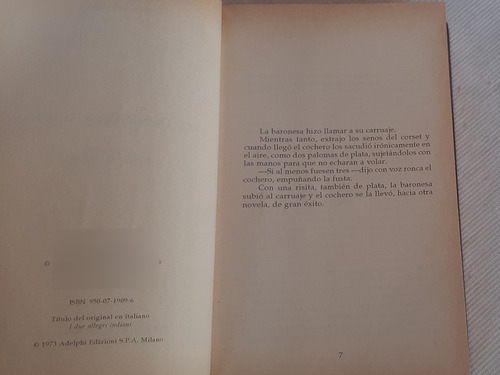 ©
ISBN 950-07-1909-6
Título del original en italiano
I due allegri indiani
© 1973 Adelphi Edizioni S.P.A. Milano
La baronesa hizo llamar a su carruaje.
Mientras tanto, extrajo los senos del corset y
cuando llegó el cochero los sacudió irónicamente en
el aire, como dos palomas de plata, sujetándolos con
las manos para que no echaran a volar.
—Si al menos fuesen tres —dijo con voz ronca el
cochero, empuñando la fusta.
Con una risita, también de plata, la baronesa
subió al carruaje y el cochero se la llevó, hacia otra
novela, de gran éxito.
7